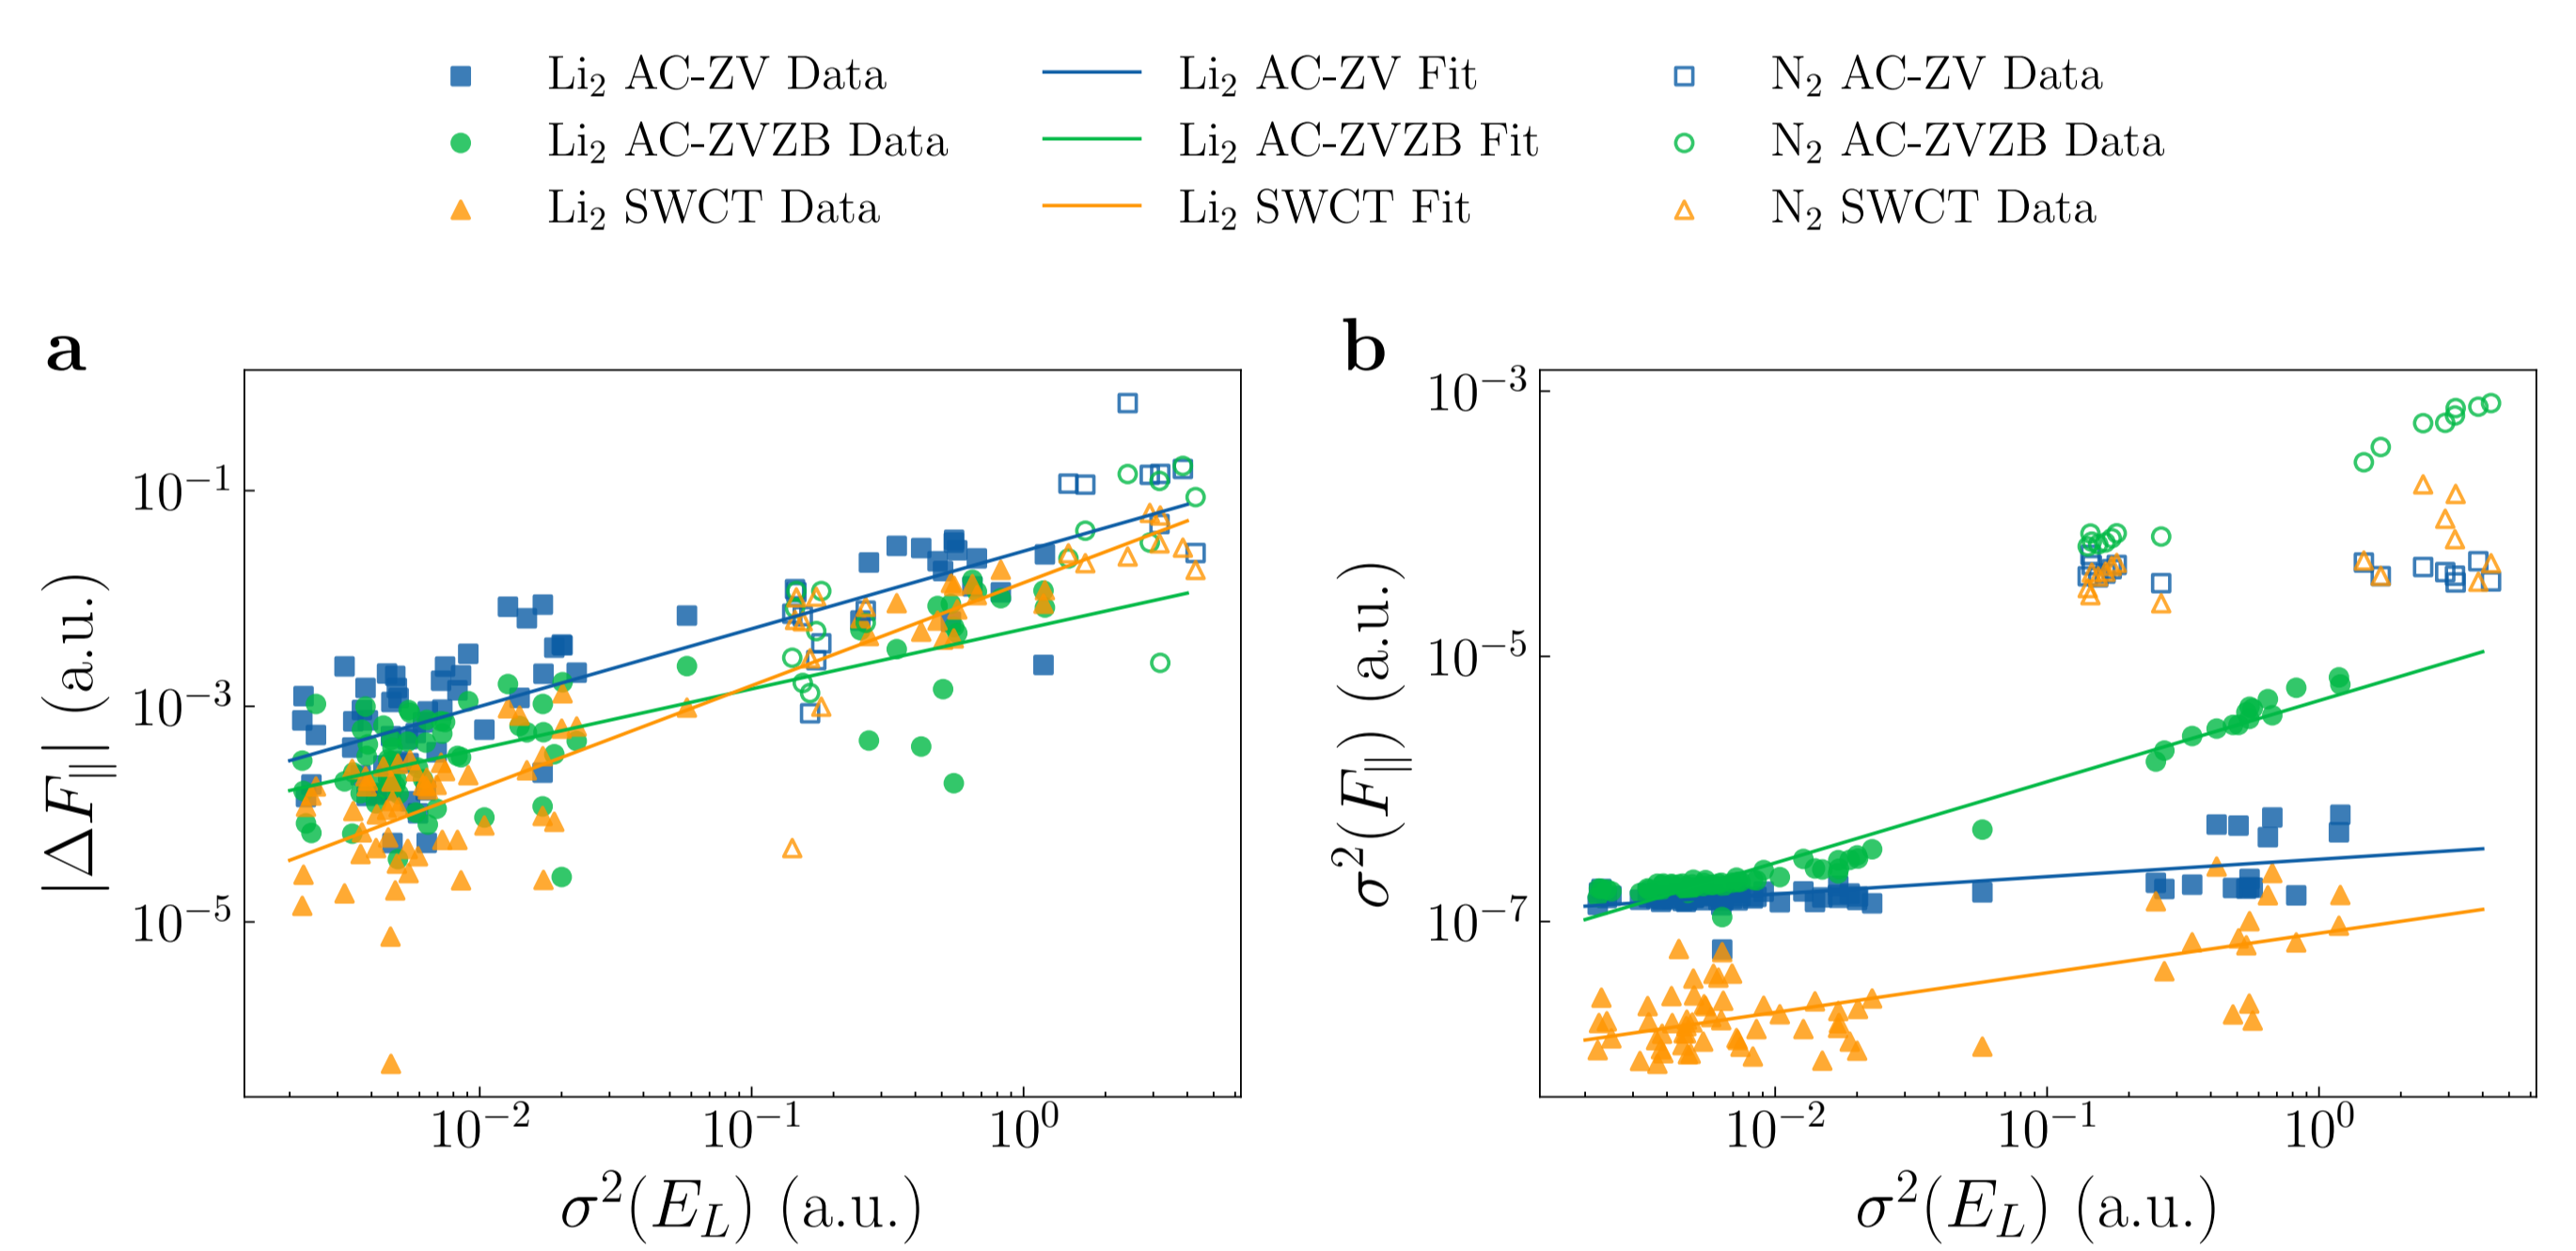 Li₂ AC-ZV Data Li₂ AC-ZV Fit N₂ AC-ZV Data
Li₂ AC-ZVZB Data Li₂ AC-ZVZB Fit N₂ AC-ZVZB Data
Li₂ SWCT Data Li₂ SWCT Fit N₂ SWCT Data
a
|ΔF∥| (a.u.)
10⁻¹
10⁻³
10⁻⁵
10⁻² 10⁻¹ 10⁰
σ²(E_L) (a.u.)
b
σ²(F∥) (a.u.)
10⁻³
10⁻⁵
10⁻⁷
10⁻² 10⁻¹ 10⁰
σ²(E_L) (a.u.)